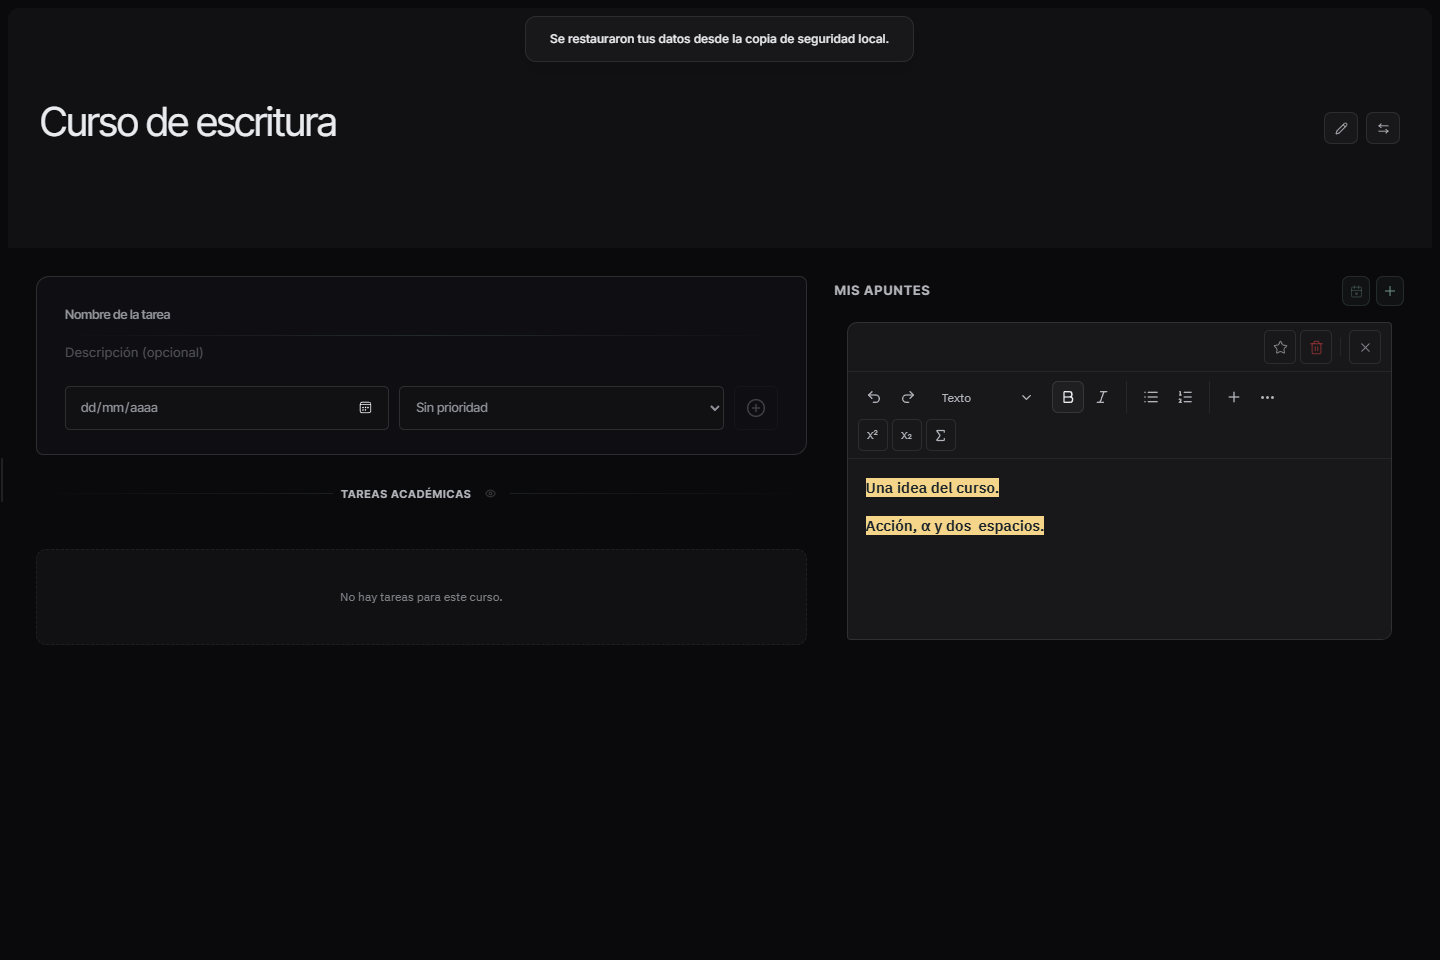 Se restauraron tus datos desde la copia de seguridad local.
Curso de escritura
Nombre de la tarea
Descripción (opcional)
dd/mm/aaaa
Sin prioridad
TAREAS ACADÉMICAS
No hay tareas para este curso.
MIS APUNTES
Texto
B I
x² x₂ Σ
Una idea del curso.
Acción, α y dos  espacios.